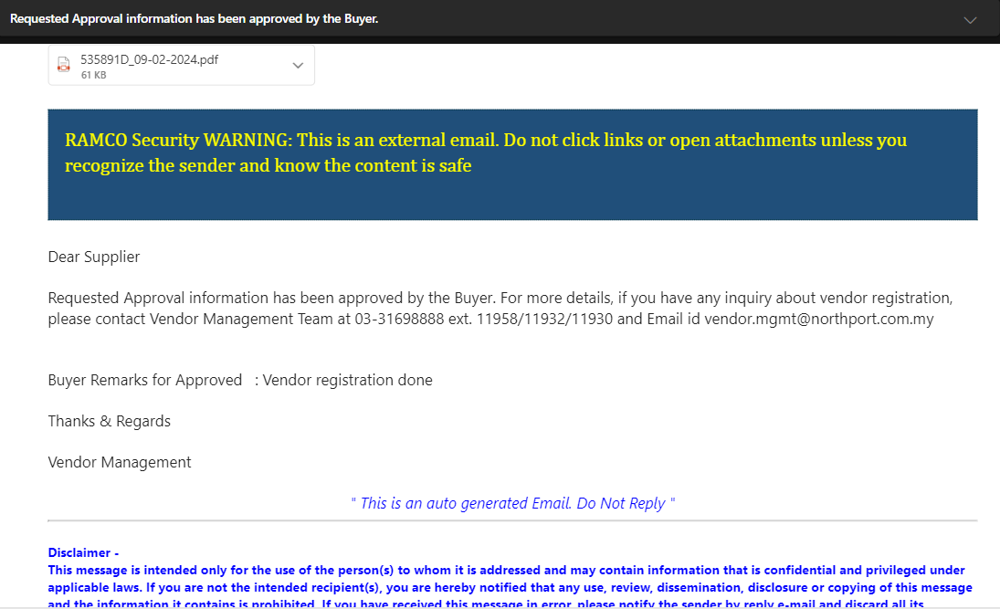 Requested Approval information has been approved by the Buyer.
535891D_09-02-2024.pdf
61 KB
RAMCO Security WARNING: This is an external email. Do not click links or open attachments unless you
recognize the sender and know the content is safe
Dear Supplier
Requested Approval information has been approved by the Buyer. For more details, if you have any inquiry about vendor registration,
please contact Vendor Management Team at 03-31698888 ext. 11958/11932/11930 and Email id vendor.mgmt@northport.com.my
Buyer Remarks for Approved : Vendor registration done
Thanks & Regards
Vendor Management
" This is an auto generated Email. Do Not Reply "
Disclaimer -
This message is intended only for the use of the person(s) to whom it is addressed and may contain information that is confidential and privileged under
applicable laws. If you are not the intended recipient(s), you are hereby notified that any use, review, dissemination, disclosure or copying of this message
and the information it contains is prohibited. If you have received this message in error, please notify the sender by reply e-mail and discard all its